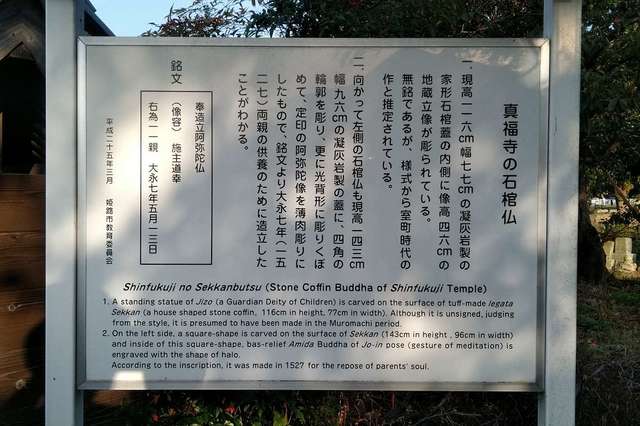 真福寺の石棺仏
一、現高一一六cm幅七七cmの凝灰岩製の
家形石棺蓋の内側に像高四六cmの
地蔵立像が彫られている。
無銘であるが、様式から室町時代の
作と推定されている。
二、向かって左側の石棺仏も現高一四三cm
幅九六cmの凝灰岩製の蓋に、四角の
輪郭を彫り、更に光背形に彫りくぼ
めて、定印の阿弥陀像を薄肉彫りに
したもので、銘文より大永七年（一五
二七）両親の供養のために造立した
ことがわかる。
銘文
奉造立阿弥陀仏
（像容）　施主道幸
右為二親　大永七年五月一三日
平成二十五年三月　姫路市教育委員会
Shinfukuji no Sekkanbutsu (Stone Coffin Buddha of Shinfukuji Temple)
1. A standing statue of Jizo (a Guardian Deity of Children) is carved on the surface of tuff-made Iegata
Sekkan (a house shaped stone coffin, 116cm in height, 77cm in width). Although it is unsigned, judging
from the style, it is presumed to have been made in the Muromachi period.
2. On the left side, a square-shape is carved on the surface of Sekkan (143cm in height , 96cm in width)
and inside of this square-shape, bas-relief Amida Buddha of Jo-in pose (gesture of meditation) is
engraved with the shape of halo.
According to the inscription, it was made in 1527 for the repose of parents' soul.